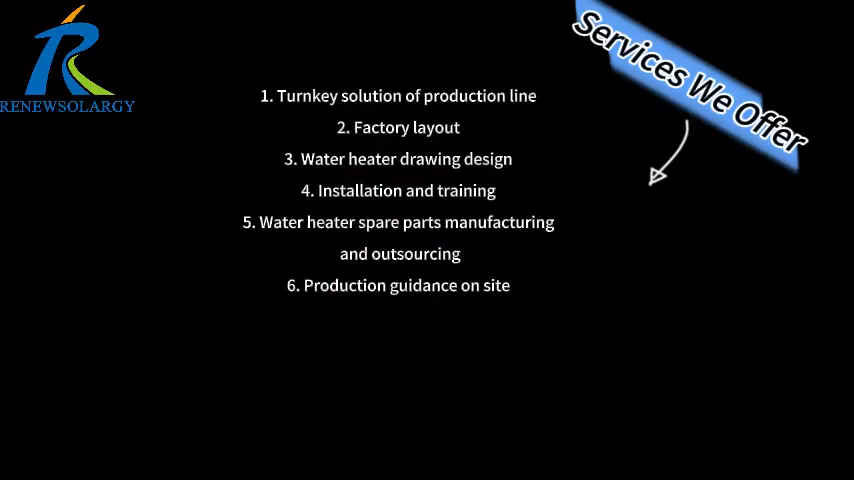 RENEWSOLARGY
Services We Offer
1. Turnkey solution of production line
2. Factory layout
3. Water heater drawing design
4. Installation and training
5. Water heater spare parts manufacturing
and outsourcing
6. Production guidance on site